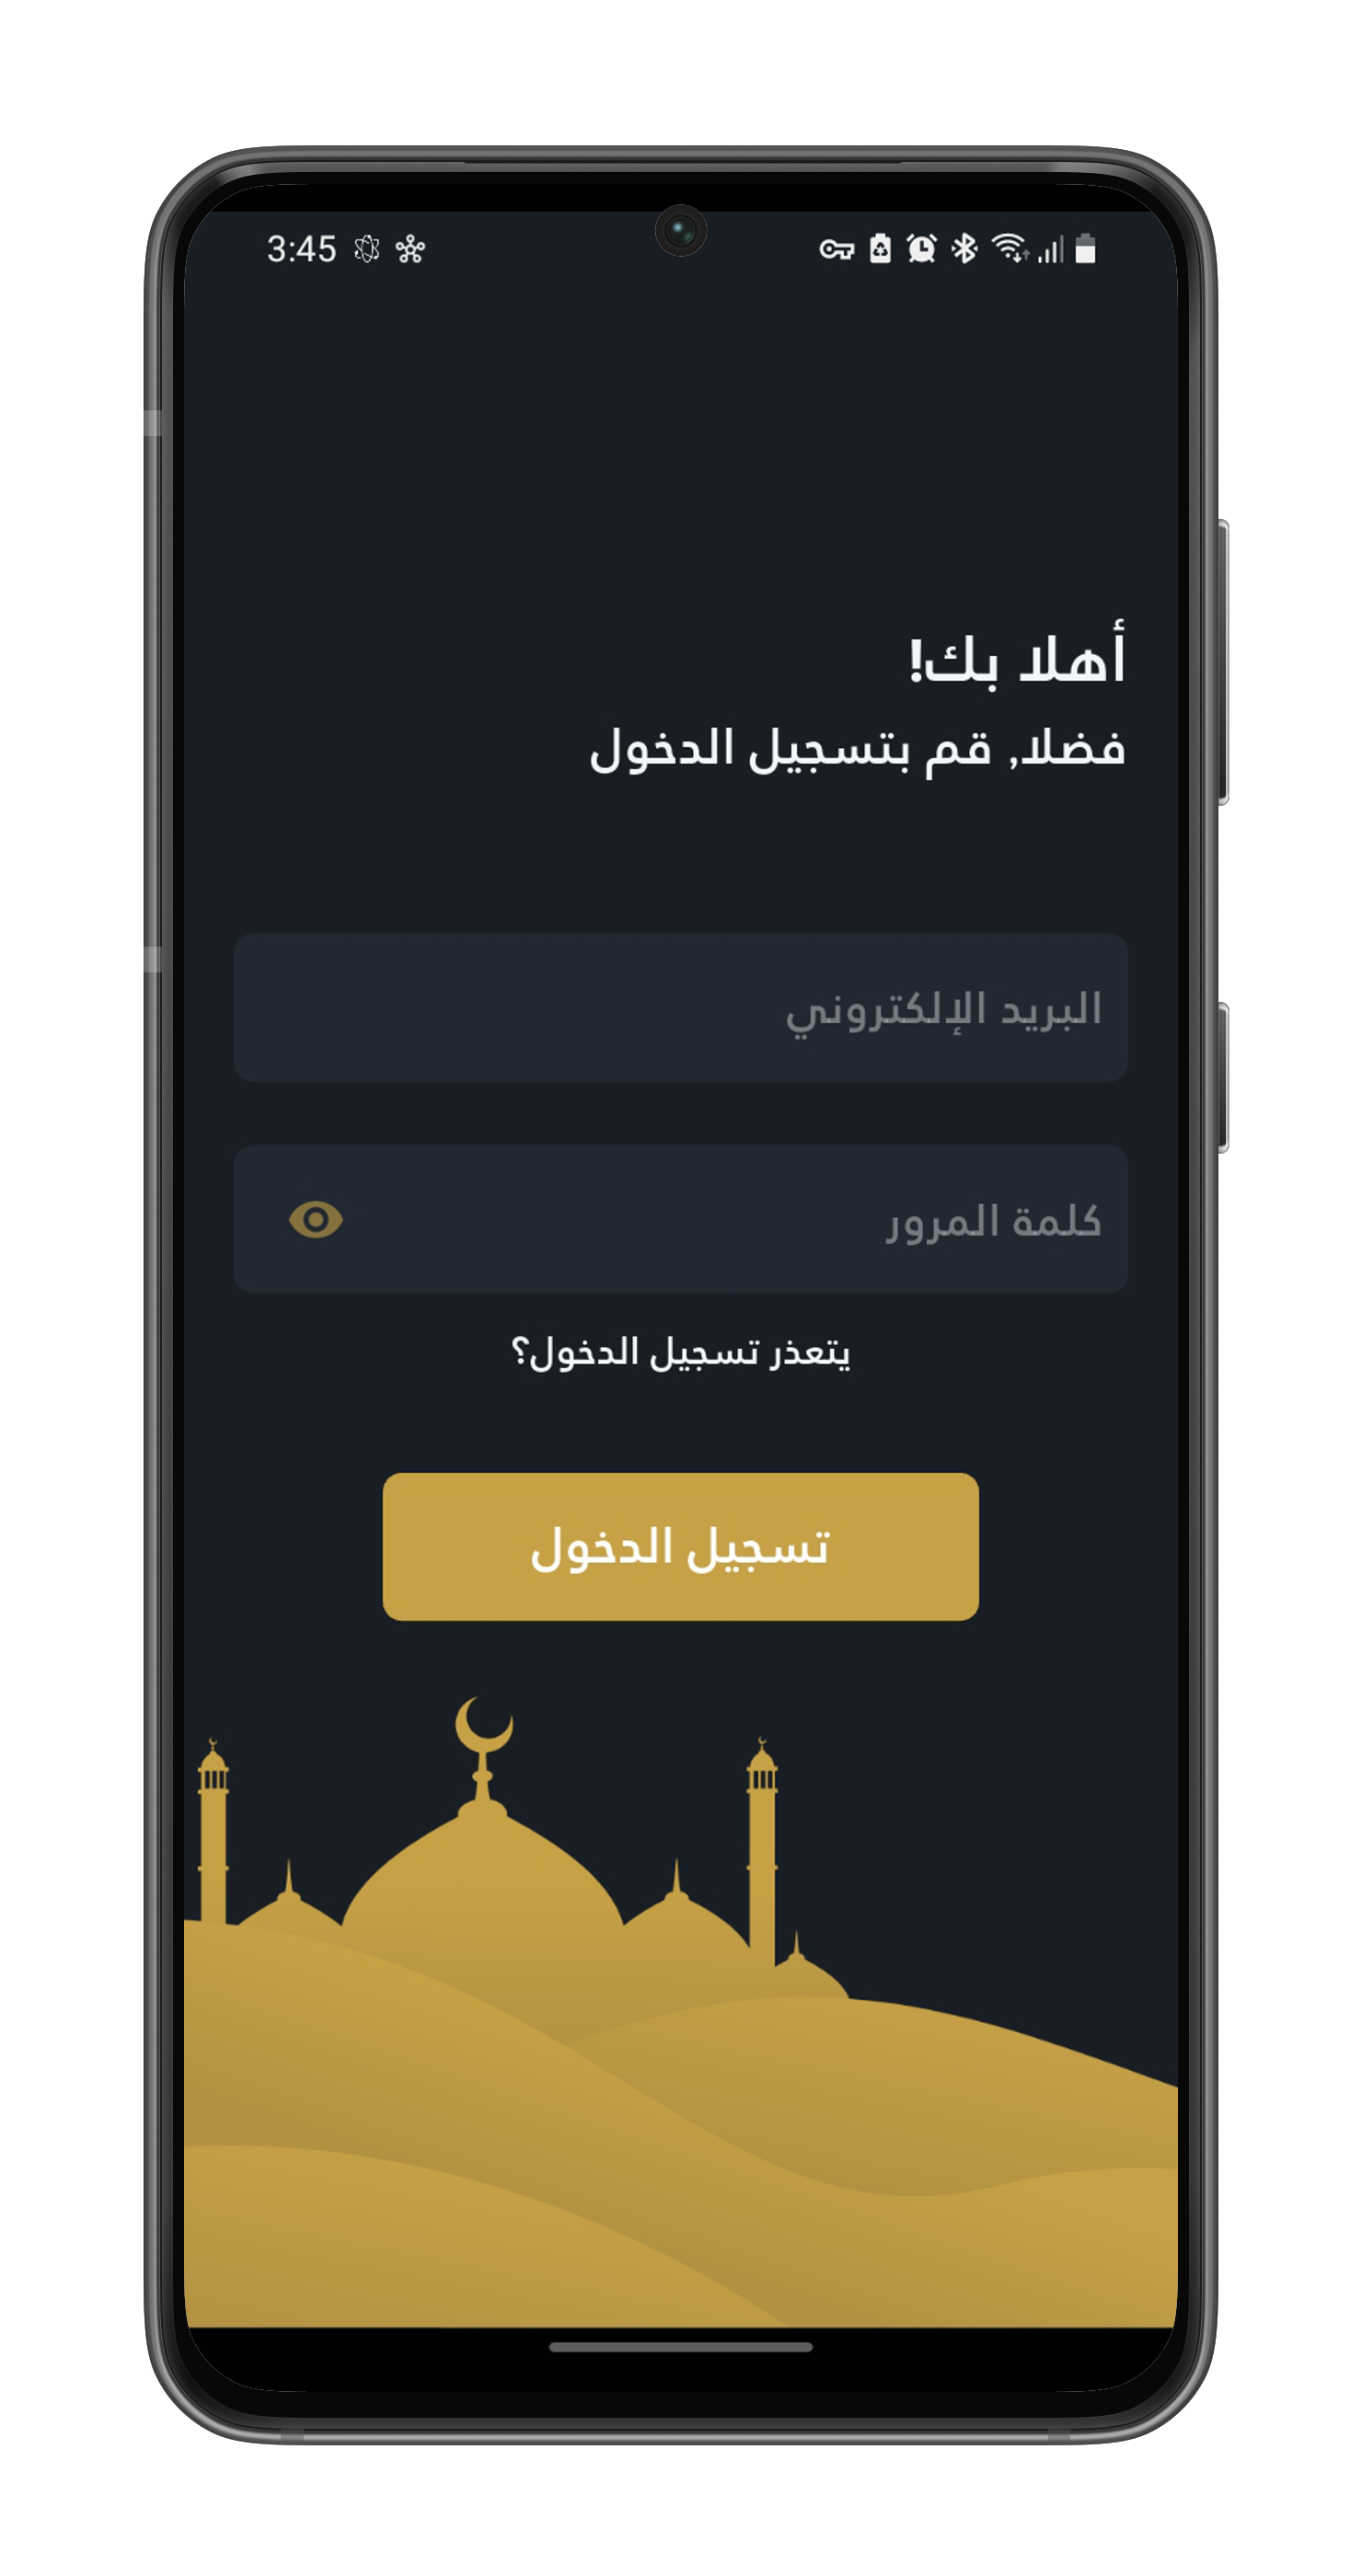 3:45
أهلا بك!
فضلا, قم بتسجيل الدخول
البريد الإلكتروني
كلمة المرور
يتعذر تسجيل الدخول؟
تسجيل الدخول